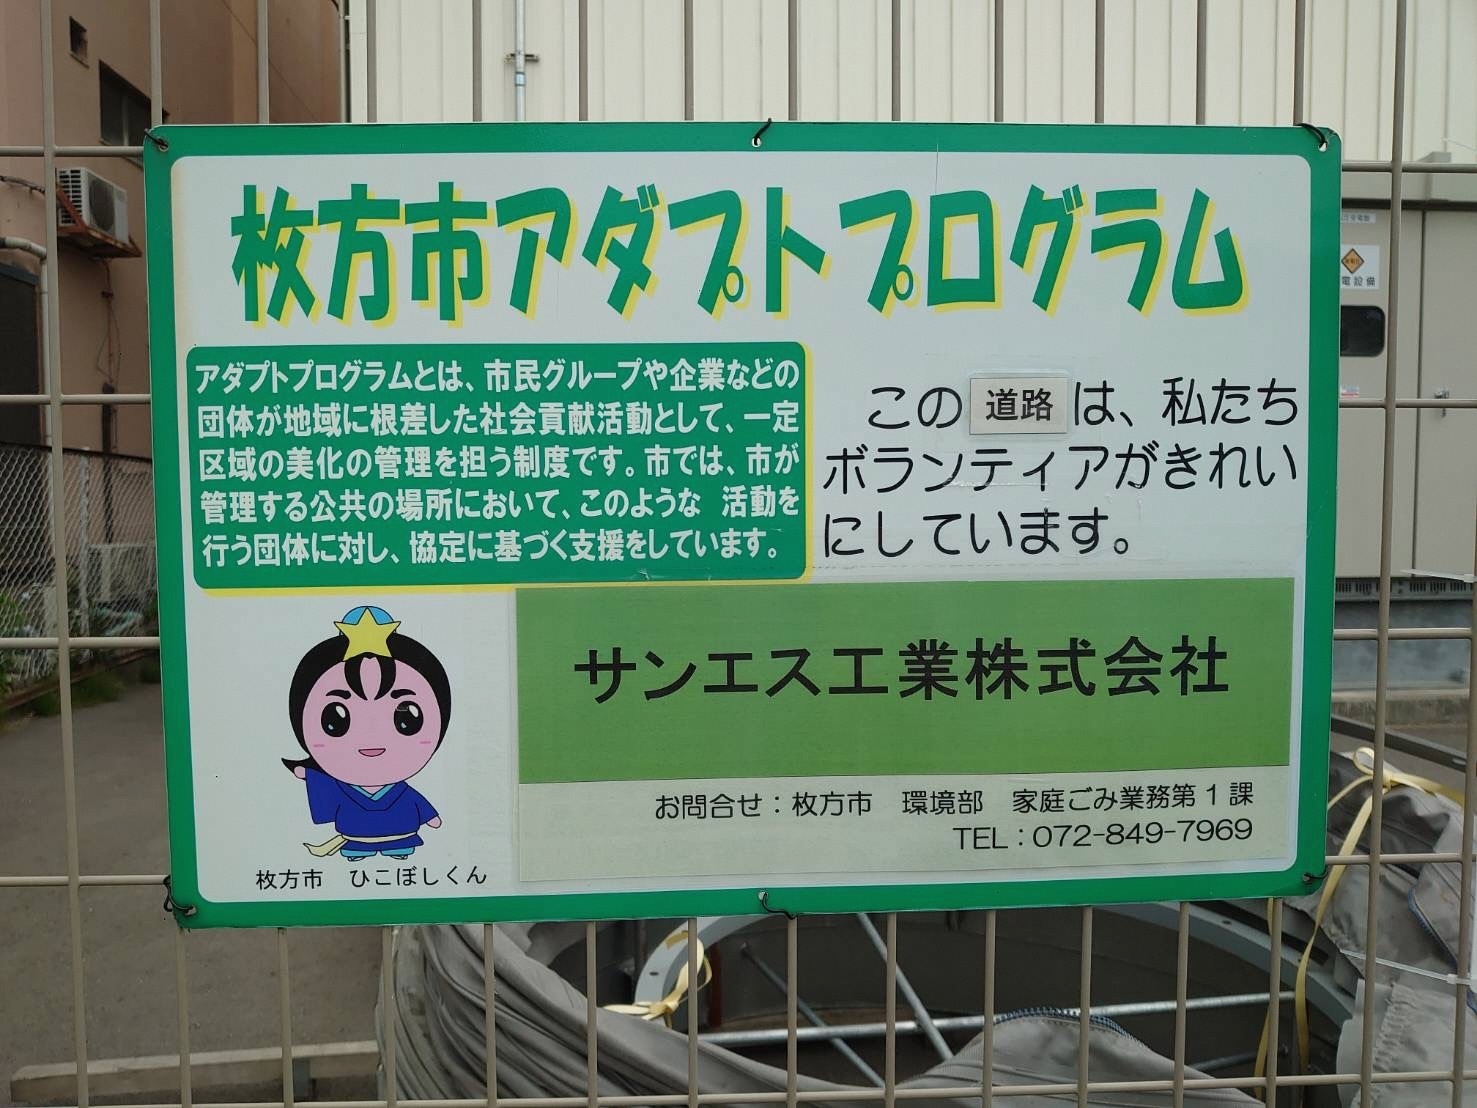 枚方市アダプトプログラム
アダプトプログラムとは、市民グループや企業などの
団体が地域に根差した社会貢献活動として、一定
区域の美化の管理を担う制度です。市では、市が
管理する公共の場所において、このような 活動を
行う団体に対し、協定に基づく支援をしています。
この 道路 は、私たち
ボランティアがきれい
にしています。
サンエス工業株式会社
お問合せ：枚方市 環境部 家庭ごみ業務第1課
TEL：072-849-7969
枚方市 ひこぼしくん
電設備